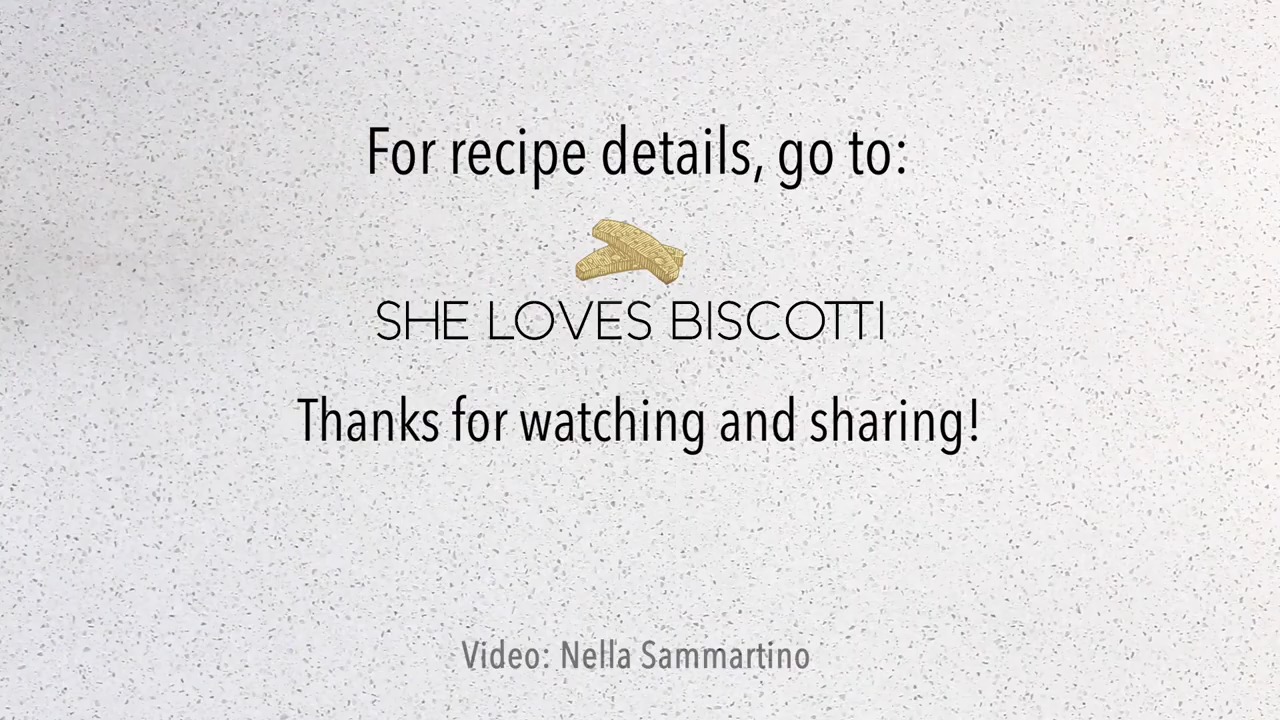 For recipe details, go to:
SHE LOVES BISCOTTI
Thanks for watching and sharing!
Video: Nella Sammartino